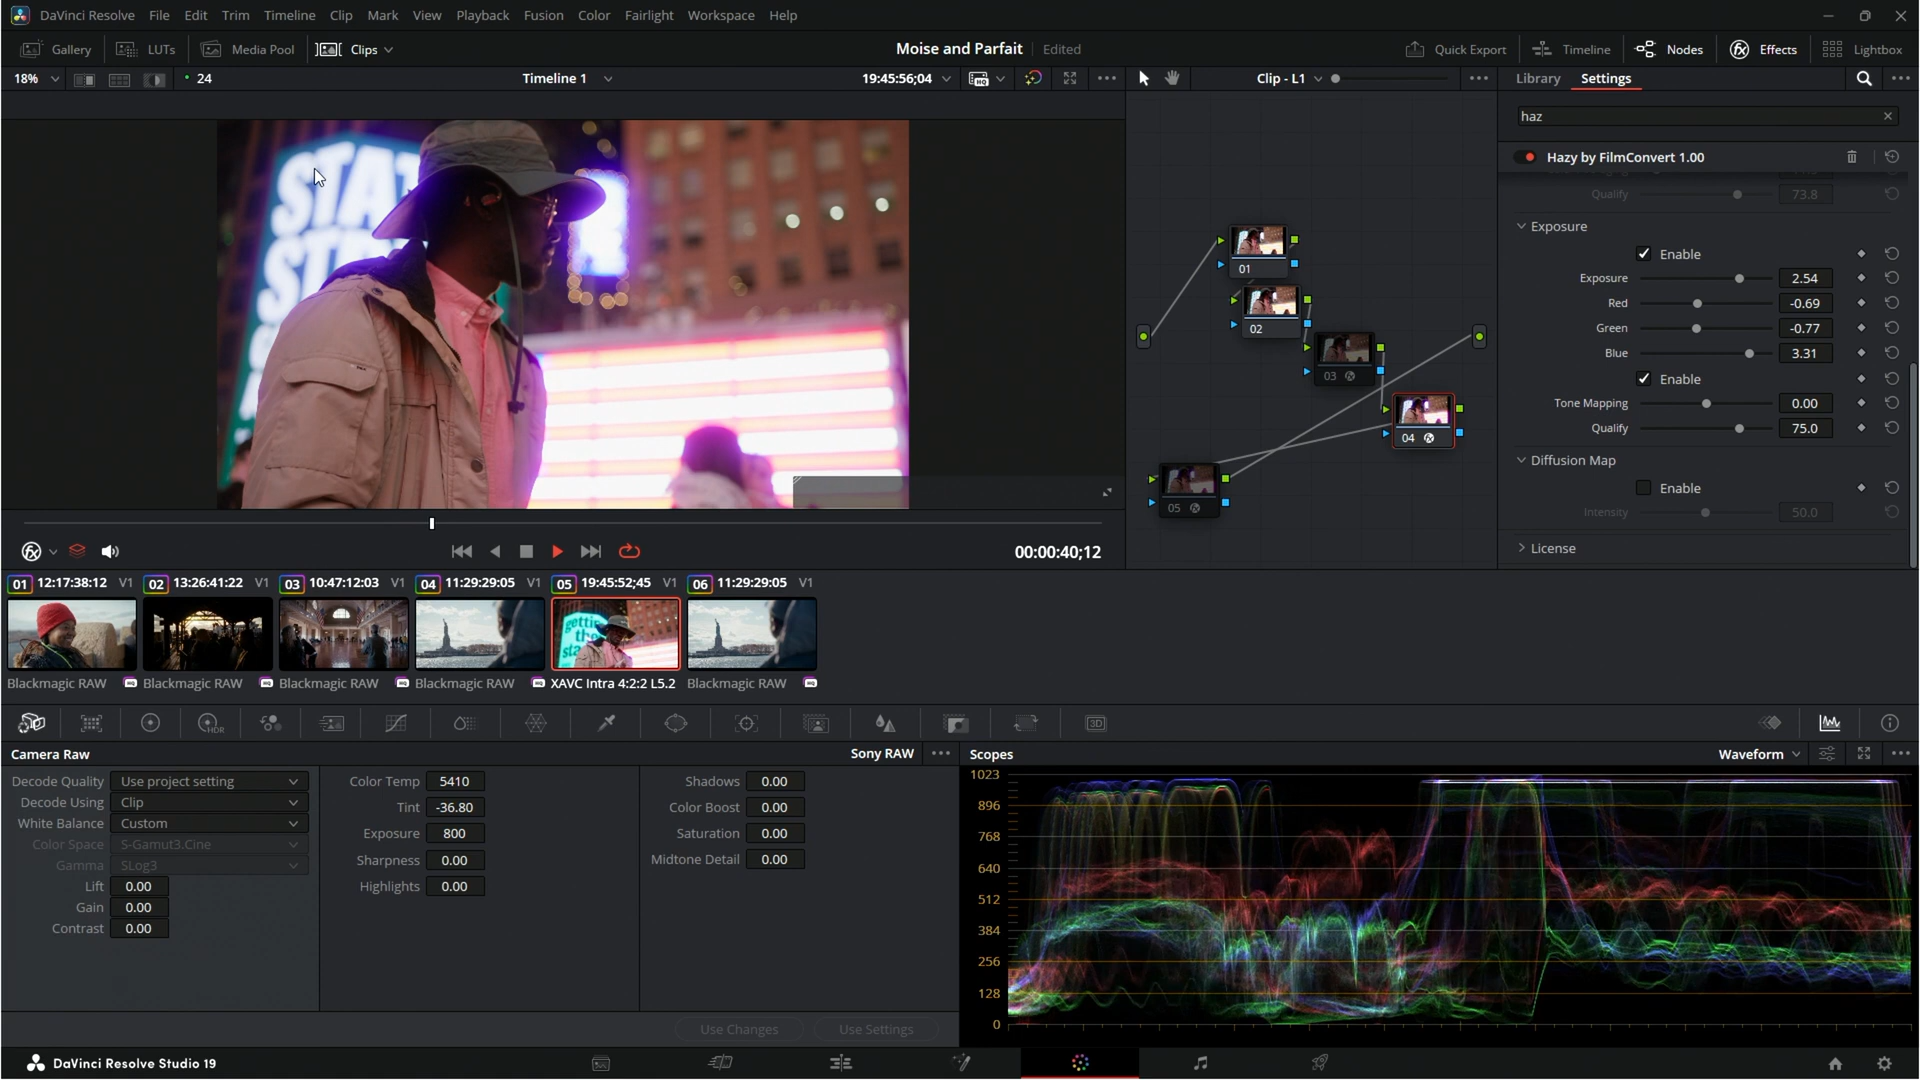 DaVinci Resolve File Edit Trim Timeline Clip Mark View Playback Fusion Color Fairlight Workspace Help
Gallery LUTs Media Pool Clips Moise and Parfait Edited Quick Export Timeline Nodes Effects Lightbox
18% 24 Timeline 1 19:45:56;04 Clip - L1 Library Settings
haz
Hazy by FilmConvert 1.00
Qualify 73.8
Exposure
Enable
Exposure 2.54
Red -0.69
Green -0.77
Blue 3.31
Enable
Tone Mapping 0.00
Qualify 75.0
Diffusion Map
Enable
Intensity 50.0
License
01
02
03
04
05
00:00:40;12
01 12:17:38:12 V1 02 13:26:41:22 V1 03 10:47:12:03 V1 04 11:29:29:05 V1 05 19:45:52;45 V1 06 11:29:29:05 V1
getting
the
sta
Blackmagic RAW Blackmagic RAW Blackmagic RAW Blackmagic RAW XAVC Intra 4:2:2 L5.2 Blackmagic RAW
HDR
3D
Camera Raw Sony RAW Scopes Waveform
Decode Quality Use project setting
Decode Using Clip
White Balance Custom
Color Space S-Gamut3.Cine
Gamma SLog3
Lift 0.00
Gain 0.00
Contrast 0.00
Color Temp 5410
Tint -36.80
Exposure 800
Sharpness 0.00
Highlights 0.00
Shadows 0.00
Color Boost 0.00
Saturation 0.00
Midtone Detail 0.00
1023
896
768
640
512
384
256
128
0
Use Changes Use Settings
DaVinci Resolve Studio 19